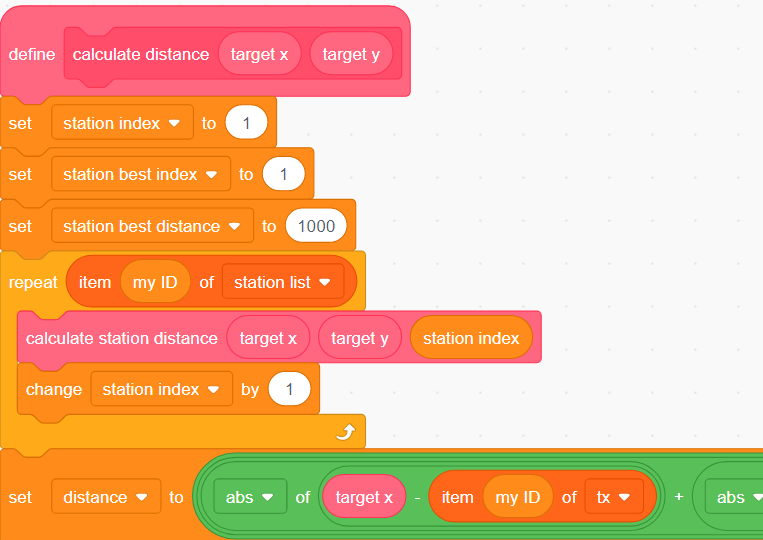 define calculate distance target x target y
set station index to 1
set station best index to 1
set station best distance to 1000
repeat item my ID of station list
calculate station distance target x target y station index
change station index by 1
set distance to abs of target x - item my ID of tx + abs